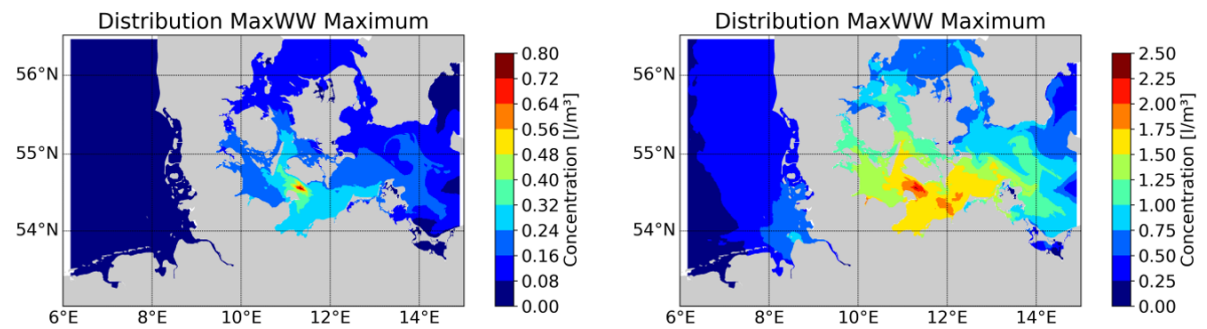 Distribution MaxWW Maximum
56°N
55°N
54°N
6°E 8°E 10°E 12°E 14°E
0.80
0.72
0.64
0.56
0.48
0.40
0.32
0.24
0.16
0.08
0.00
Concentration [l/m³]
Distribution MaxWW Maximum
56°N
55°N
54°N
6°E 8°E 10°E 12°E 14°E
2.50
2.25
2.00
1.75
1.50
1.25
1.00
0.75
0.50
0.25
0.00
Concentration [l/m³]